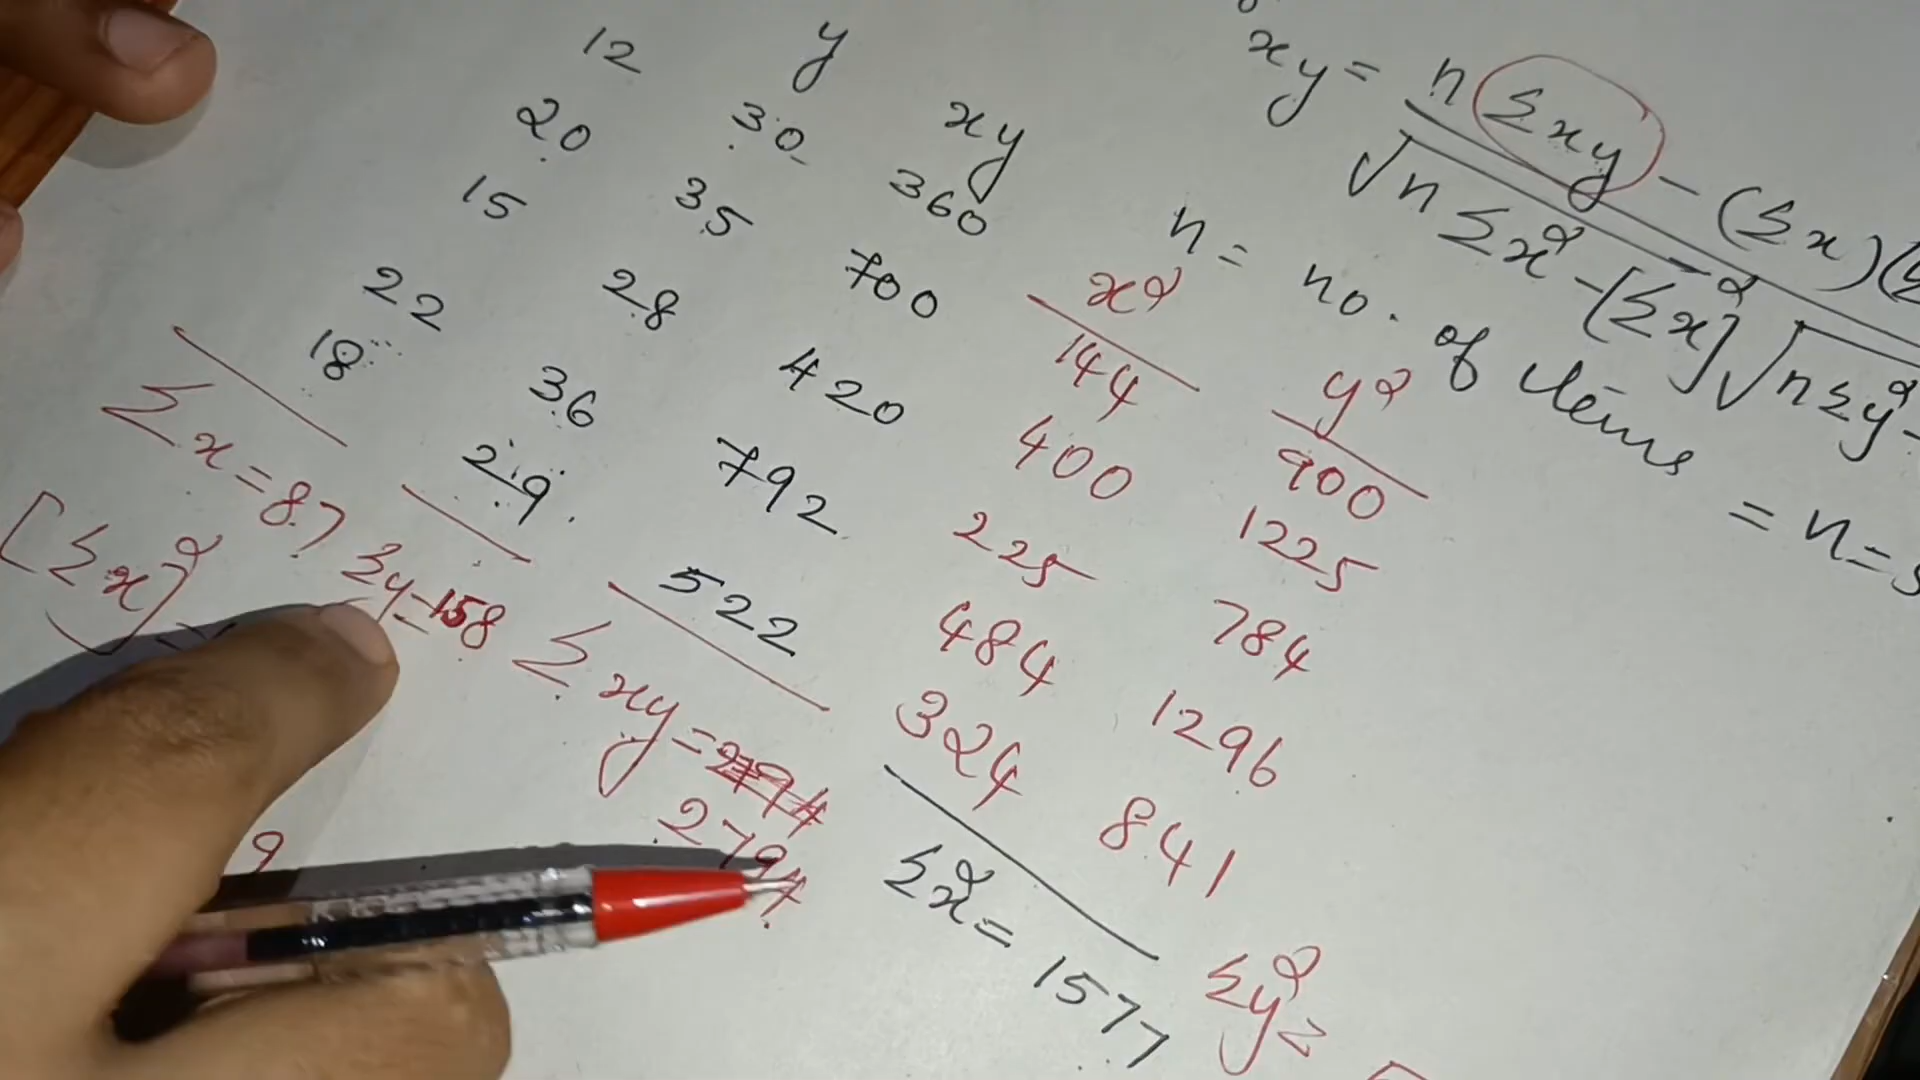 12 y
20 30 xy
15 35 360
22 28 700 x²
18 36 420 144 y²
29 792 400 900
522 225 1225
484 784
324 1296
841
Σx = 87
Σy = 158
Σxy = 2794
2794
Σx² = 1577
Σy² =
[Σx]²
9
xy = n Σxy - (Σx)(
√nΣx² - [Σx]² √nΣy² -
n = no. of items
= n =